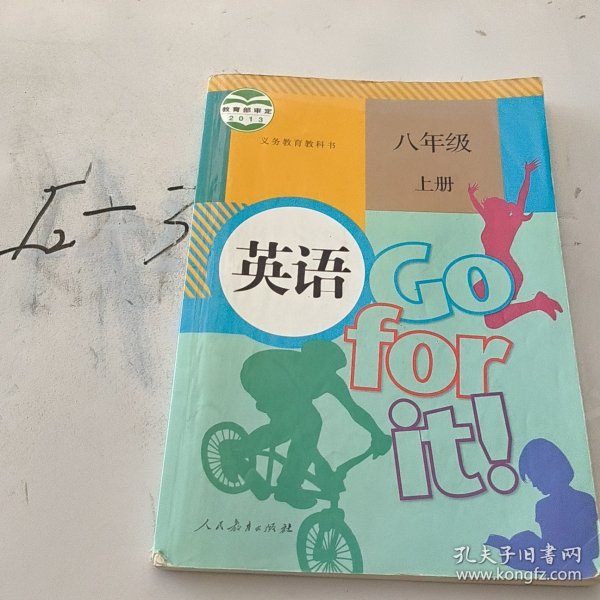 教育部审定
2013
义务教育教科书
八年级
上册
英语
Go
for
it!
人民教育出版社
孔夫子旧书网
www.kongfz.com